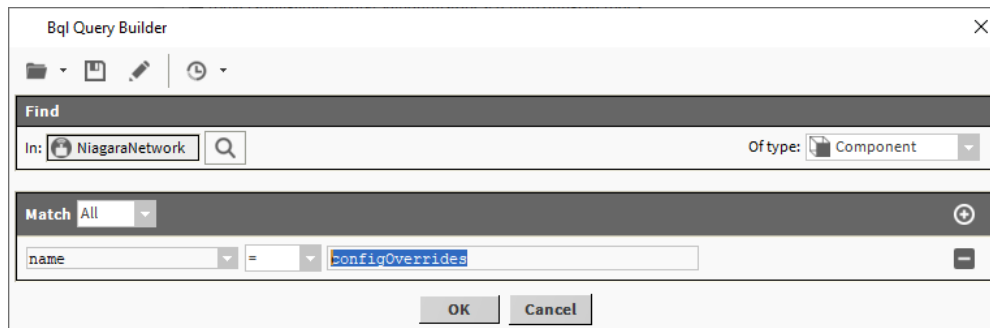 Bql Query Builder
Find
In: NiagaraNetwork Of type: Component
Match All
name = configOverrides
OK Cancel